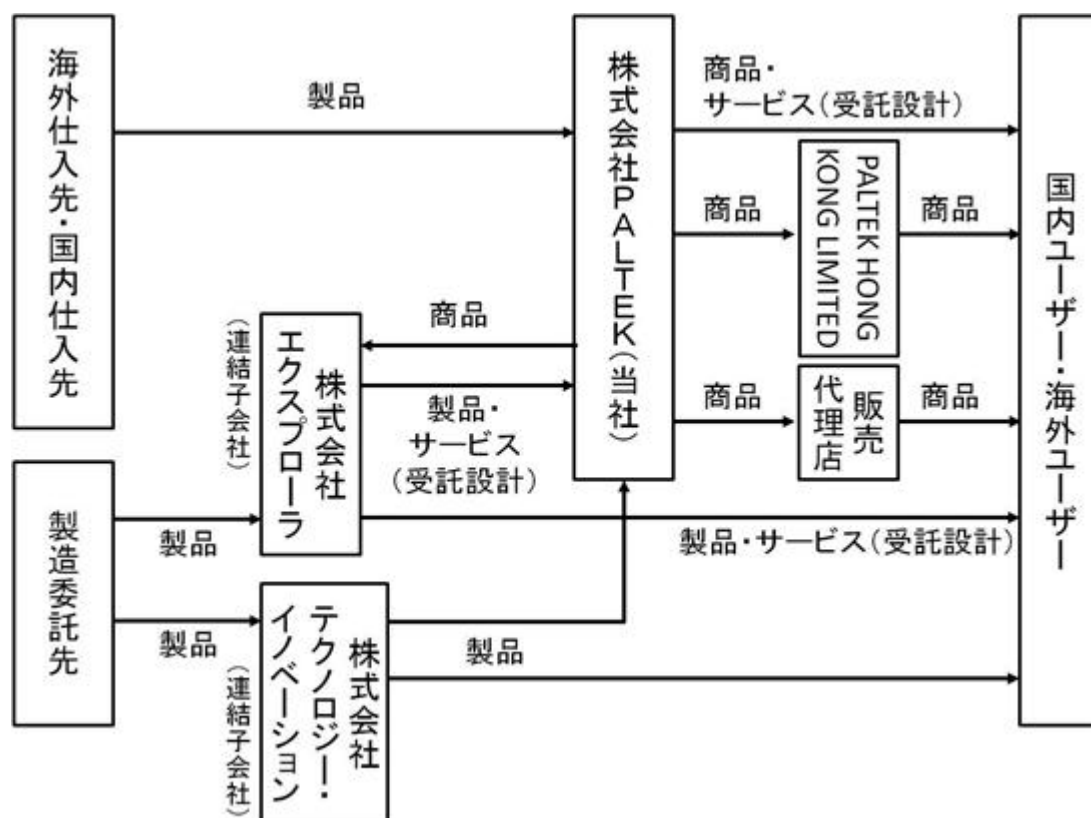 海外仕入先・国内仕入先
製品
株式会社PALTEK(当社)
商品・
サービス(受託設計)
商品
PALTEK HONG
KONG LIMITED
商品
国内ユーザー・海外ユーザー
商品
株式会社
エクスプローラ
(連結子会社)
製品・
サービス
(受託設計)
商品
販売
代理店
商品
製造委託先
製品
製品・サービス(受託設計)
製品
株式会社
テクノロジー・
イノベーション
(連結子会社)
製品